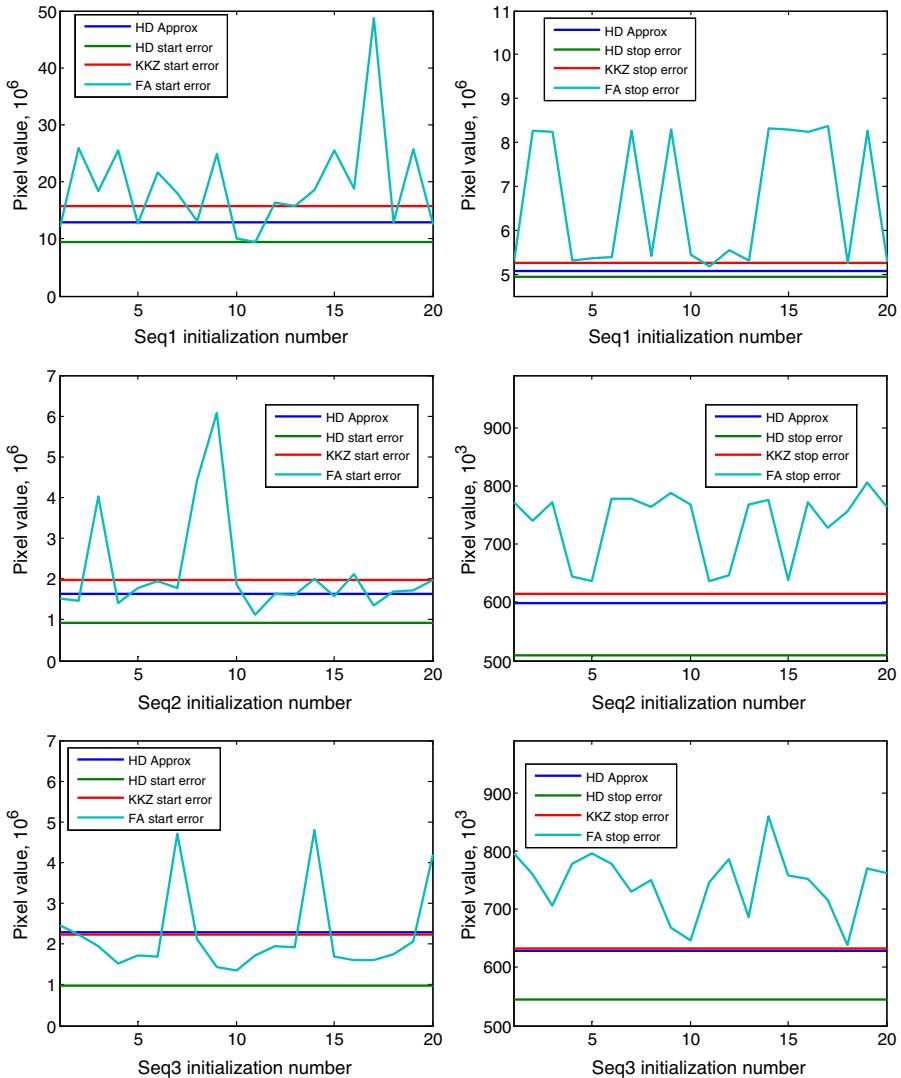 50
40
30
20
10
0
Pixel value, 10^6
HD Approx
HD start error
KKZ start error
FA start error
5 10 15 20
Seq1 initialization number
11
10
9
8
7
6
5
Pixel value, 10^6
HD Approx
HD stop error
KKZ stop error
FA stop error
5 10 15 20
Seq1 initialization number
7
6
5
4
3
2
1
0
Pixel value, 10^6
HD Approx
HD start error
KKZ start error
FA start error
5 10 15 20
Seq2 initialization number
900
800
700
600
500
Pixel value, 10^3
HD Approx
HD stop error
KKZ stop error
FA stop error
5 10 15 20
Seq2 initialization number
7
6
5
4
3
2
1
0
Pixel value, 10^6
HD Approx
HD start error
KKZ start error
FA start error
5 10 15 20
Seq3 initialization number
900
800
700
600
500
Pixel value, 10^3
HD Approx
HD stop error
KKZ stop error
FA stop error
5 10 15 20
Seq3 initialization number